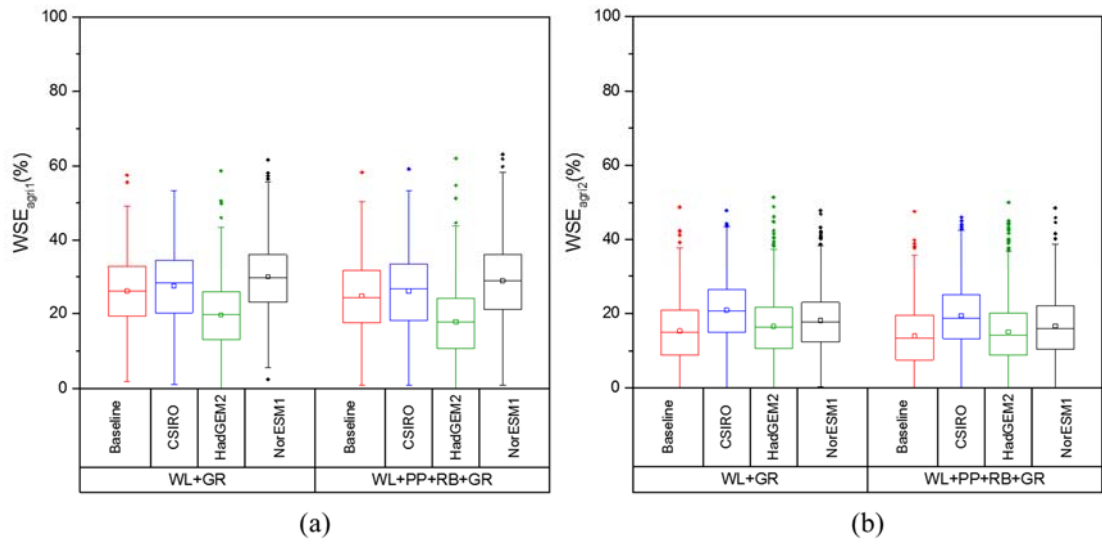 100
80
60
40
20
0
WSEagri1(%)
Baseline
CSIRO
HadGEM2
NorESM1
Baseline
CSIRO
HadGEM2
NorESM1
WL+GR
WL+PP+RB+GR
(a)
100
80
60
40
20
0
WSEagri2(%)
Baseline
CSIRO
HadGEM2
NorESM1
Baseline
CSIRO
HadGEM2
NorESM1
WL+GR
WL+PP+RB+GR
(b)